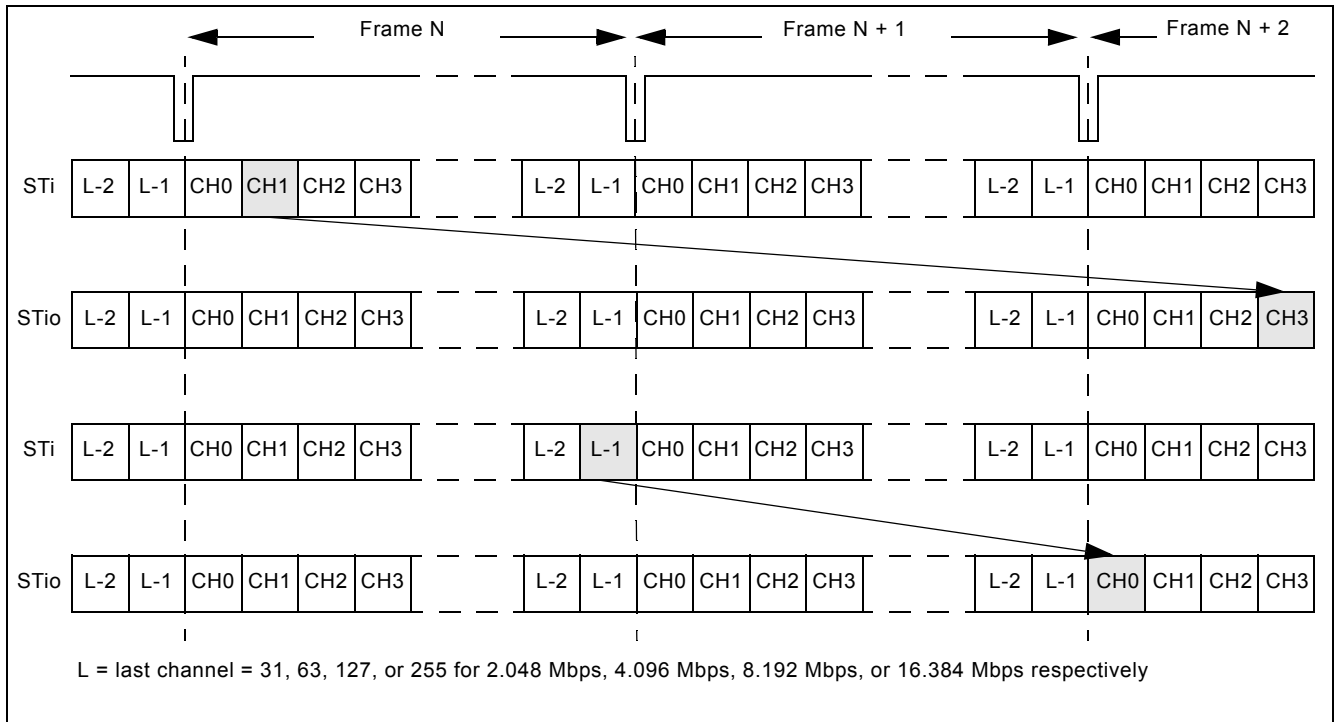 Frame N Frame N + 1 Frame N + 2
STi L-2 L-1 CH0 CH1 CH2 CH3 L-2 L-1 CH0 CH1 CH2 CH3 L-2 L-1 CH0 CH1 CH2 CH3
STio L-2 L-1 CH0 CH1 CH2 CH3 L-2 L-1 CH0 CH1 CH2 CH3 L-2 L-1 CH0 CH1 CH2 CH3
STi L-2 L-1 CH0 CH1 CH2 CH3 L-2 L-1 CH0 CH1 CH2 CH3 L-2 L-1 CH0 CH1 CH2 CH3
STio L-2 L-1 CH0 CH1 CH2 CH3 L-2 L-1 CH0 CH1 CH2 CH3 L-2 L-1 CH0 CH1 CH2 CH3
L = last channel = 31, 63, 127, or 255 for 2.048 Mbps, 4.096 Mbps, 8.192 Mbps, or 16.384 Mbps respectively